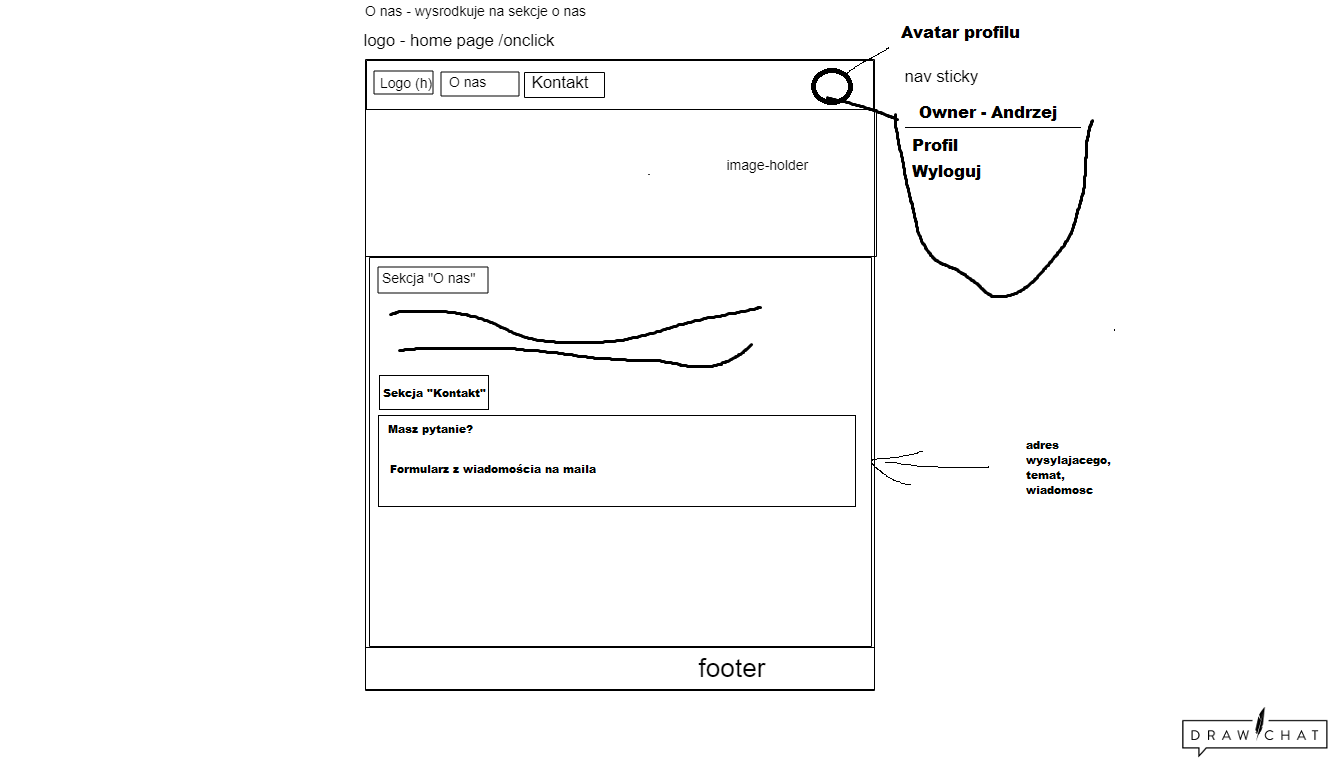 O nas - wysrodkuje na sekcje o nas
logo - home page /onclick
Avatar profilu
nav sticky
Logo (h)
O nas
Kontakt
Owner - Andrzej
Profil
Wyloguj
image-holder
Sekcja "O nas"
Sekcja "Kontakt"
Masz pytanie?
Formularz z wiadomościa na maila
adres
wysylajacego,
temat,
wiadomosc
footer
DRAW CHAT